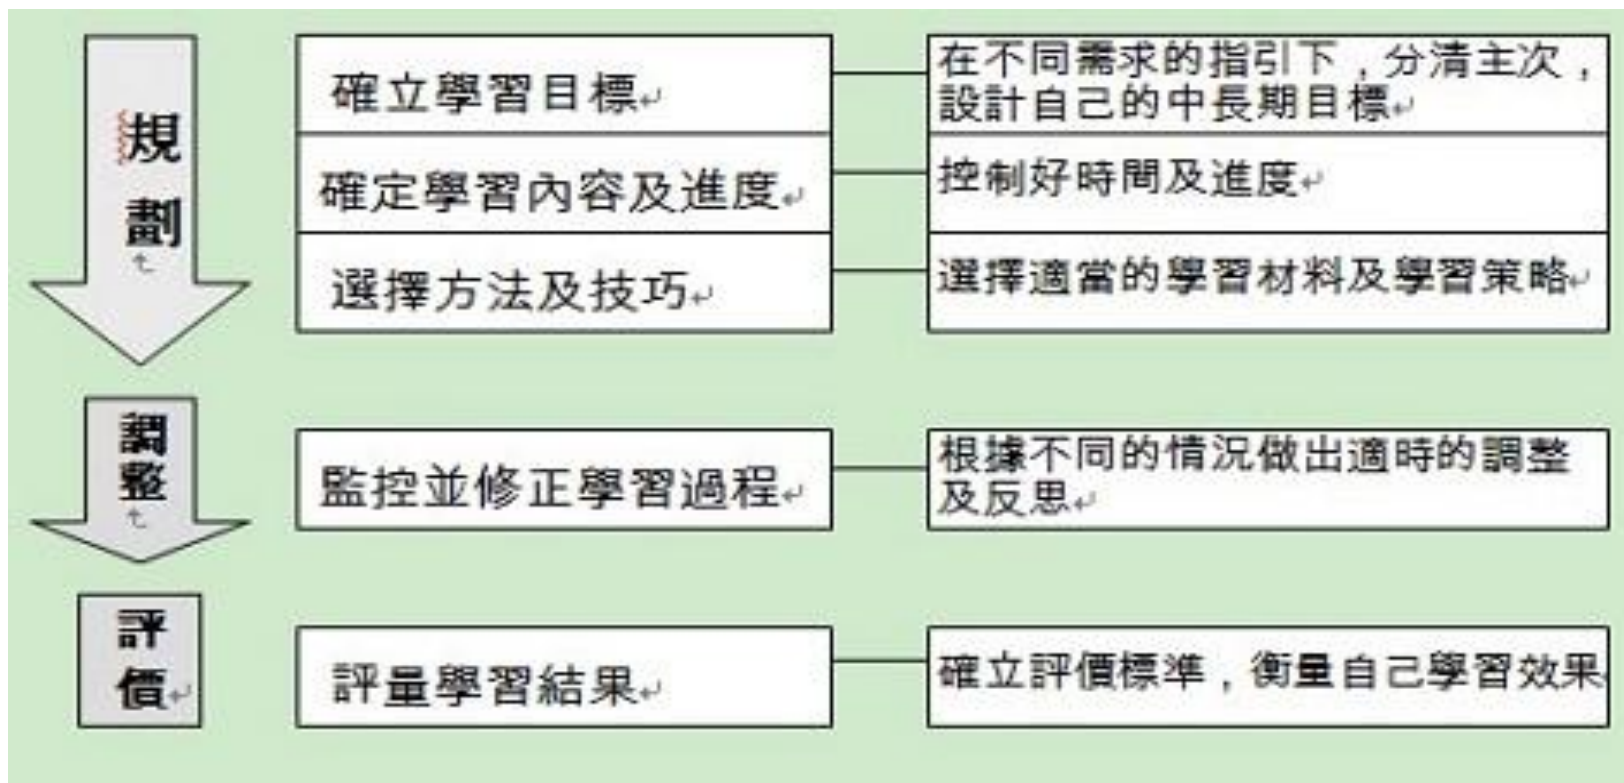 規劃
確立學習目標
在不同需求的指引下，分清主次，
設計自己的中長期目標
確定學習內容及進度
控制好時間及進度
選擇方法及技巧
選擇適當的學習材料及學習策略
調整
監控並修正學習過程
根據不同的情況做出適時的調整
及反思
評價
評量學習結果
確立評價標準，衡量自己學習效果